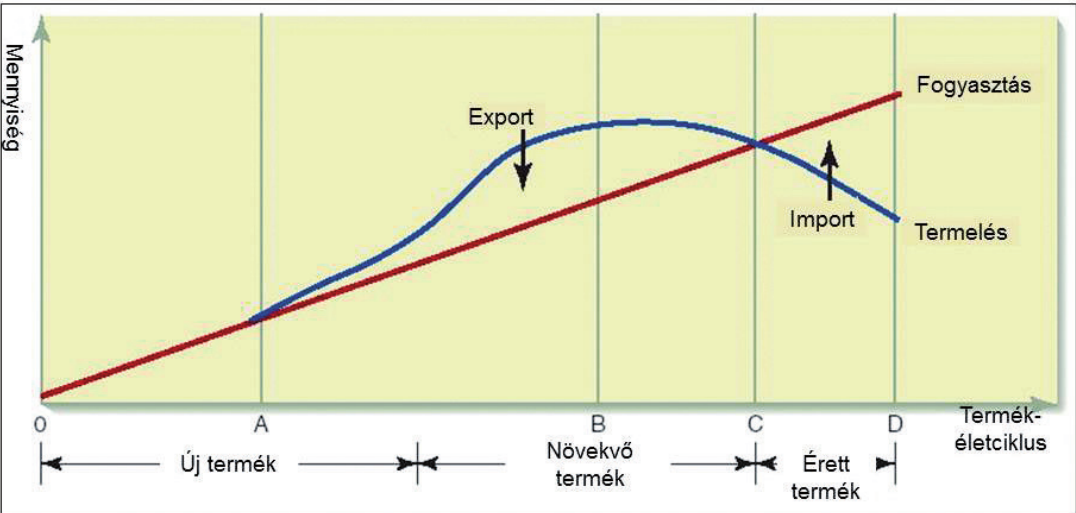 Mennyiség
Fogyasztás
Export
Import
Termelés
0
A
B
C
D
Termék-
életciklus
Új termék
Növekvő
termék
Érett
termék